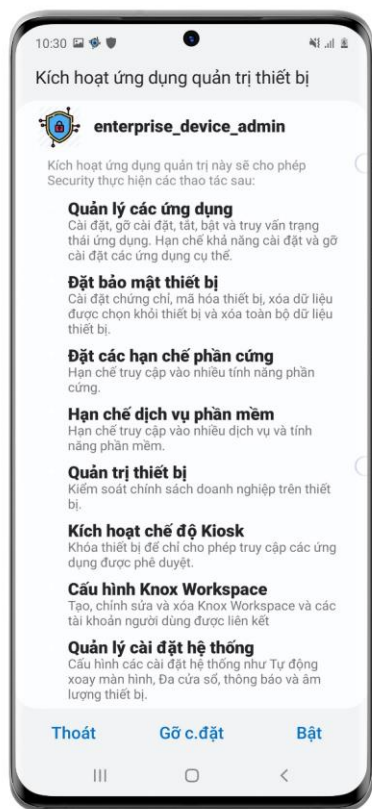 10:30
Kích hoạt ứng dụng quản trị thiết bị
enterprise_device_admin
Kích hoạt ứng dụng quản trị này sẽ cho phép
Security thực hiện các thao tác sau:
Quản lý các ứng dụng
Cài đặt, gỡ cài đặt, tắt, bật và truy vấn trạng
thái ứng dụng. Hạn chế khả năng cài đặt và gỡ
cài đặt các ứng dụng cụ thể.
Đặt bảo mật thiết bị
Cài đặt chứng chỉ, mã hóa thiết bị, xóa dữ liệu
được chọn khỏi thiết bị và xóa toàn bộ dữ liệu
thiết bị.
Đặt các hạn chế phần cứng
Hạn chế truy cập vào nhiều tính năng phần
cứng.
Hạn chế dịch vụ phần mềm
Hạn chế truy cập vào nhiều dịch vụ và tính
năng phần mềm.
Quản trị thiết bị
Kiểm soát chính sách doanh nghiệp trên thiết
bị.
Kích hoạt chế độ Kiosk
Khóa thiết bị để chỉ cho phép truy cập các ứng
dụng được phê duyệt.
Cấu hình Knox Workspace
Tạo, chỉnh sửa và xóa Knox Workspace và các
tài khoản người dùng được liên kết
Quản lý cài đặt hệ thống
Cấu hình các cài đặt hệ thống như Tự động
xoay màn hình, Đa cửa sổ, thông báo và âm
lượng thiết bị.
Thoát Gỡ c.đặt Bật